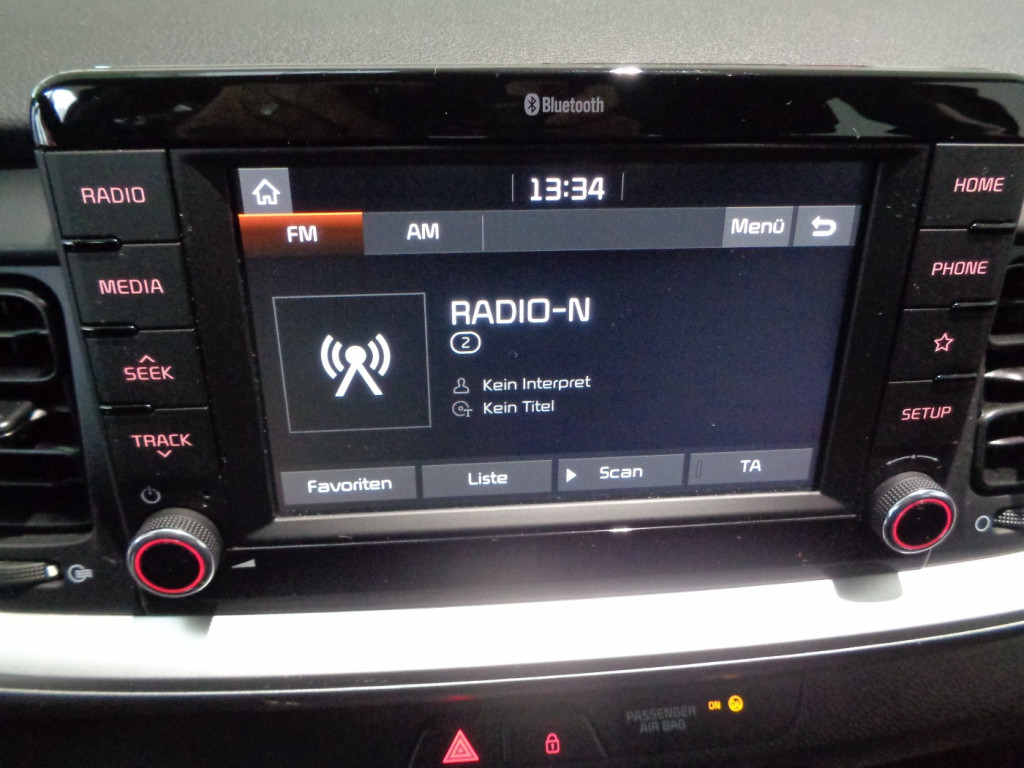 Bluetooth
RADIO
13:34
HOME
FM
AM
Menü
PHONE
MEDIA
RADIO-N
2
SEEK
Kein Interpret
Kein Titel
SETUP
TRACK
Favoriten
Liste
Scan
TA
PASSENGER
AIR BAG
ON